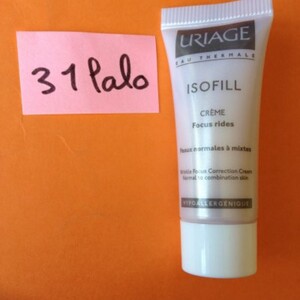 31 Palo
URIAGE
EAU THERMALE
ISOFILL
CRÈME
Focus rides
Peaux normales à mixtes
Wrinkle Focus Correction Cream
Normal to combination skin
HYPOALLERGÉNIQUE